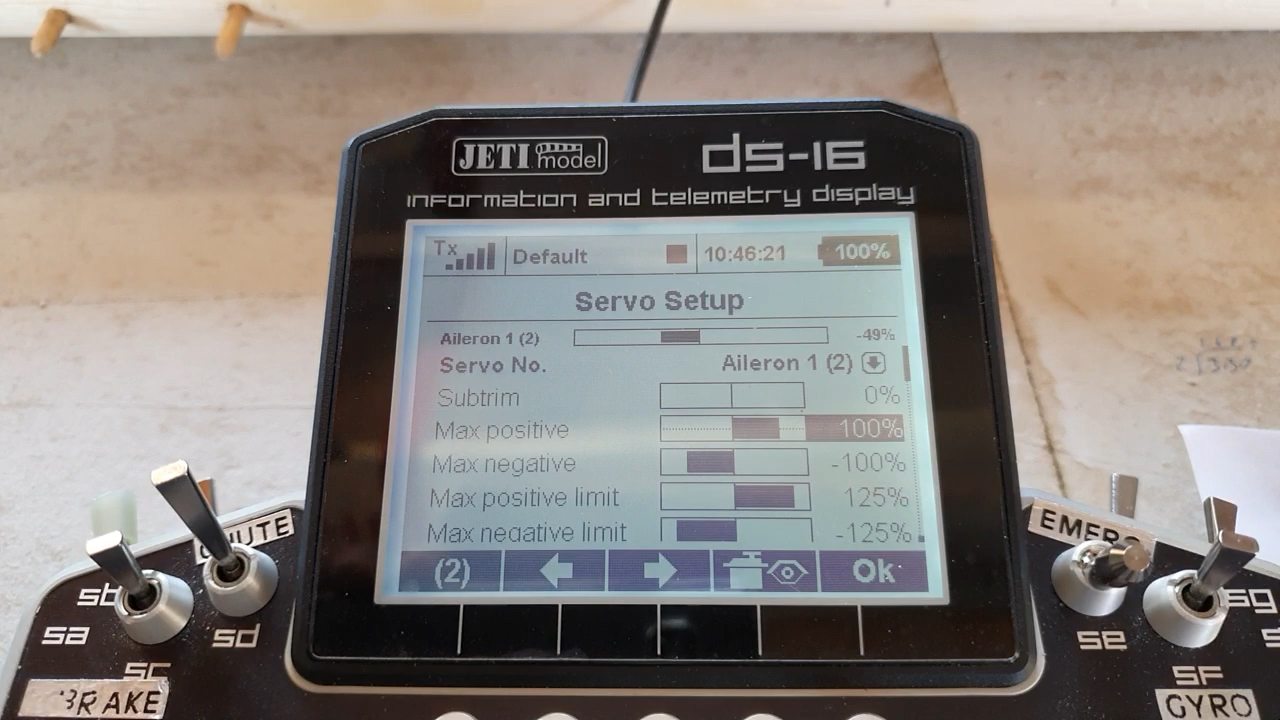 JETI model ds-16
information and telemetry display
Tx Default 10:46:21 100%
Servo Setup
Aileron 1 (2) -49%
Servo No. Aileron 1 (2)
Subtrim 0%
Max positive 100%
Max negative -100%
Max positive limit 125%
Max negative limit -125%
(2) Ok
EMERG
sb
sg
sa
sd
se
sc
sF
BRAKE
GYRO